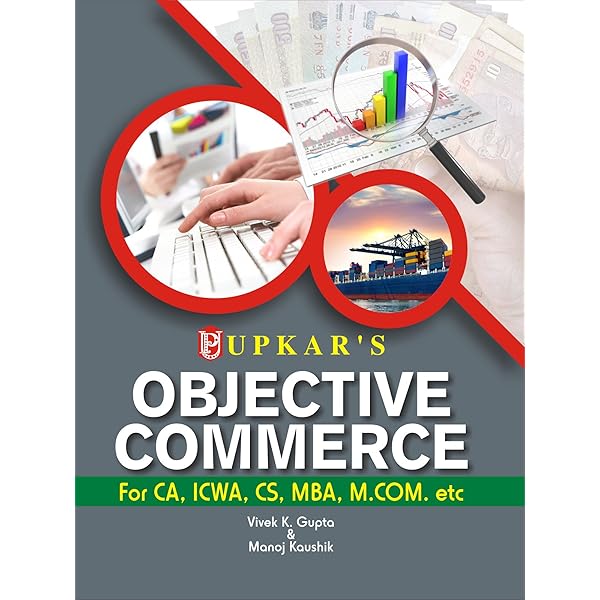 UPKAR'S
OBJECTIVE
COMMERCE
For CA, ICWA, CS, MBA, M.COM. etc
Vivek K. Gupta
&
Manoj Kaushik